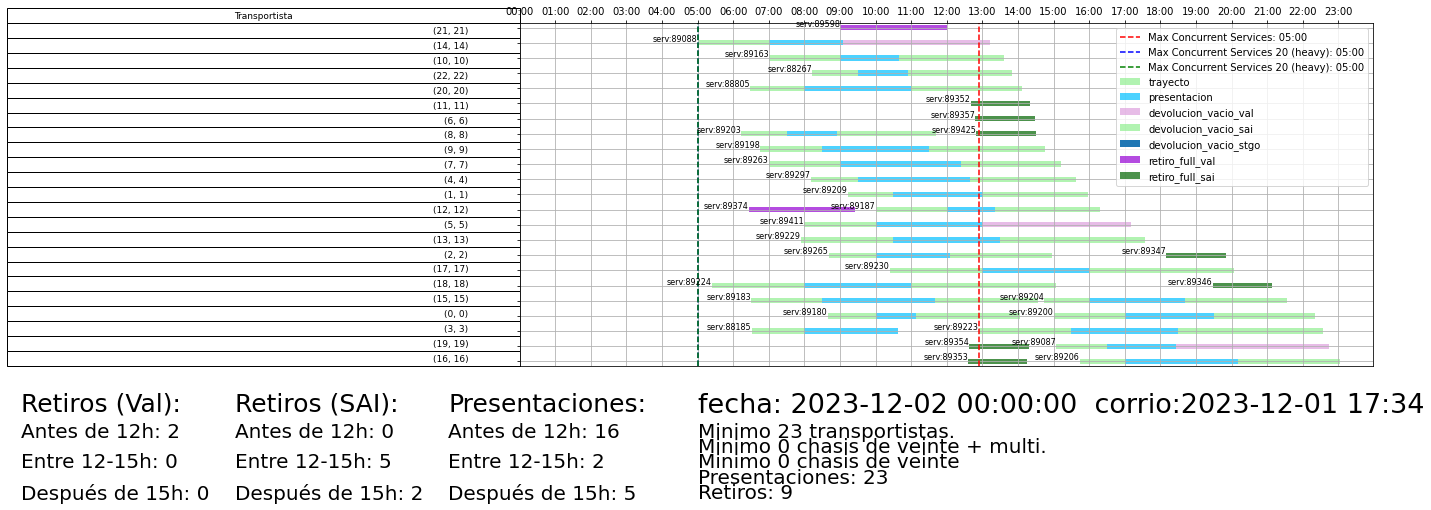 Transportista
00:00 01:00 02:00 03:00 04:00 05:00 06:00 07:00 08:00 09:00 10:00 11:00 12:00 13:00 14:00 15:00 16:00 17:00 18:00 19:00 20:00 21:00 22:00 23:00
(21, 21) serv:89598
(14, 14) serv:89088
(10, 10) serv:89163
(22, 22) serv:88267
(20, 20) serv:88805
(11, 11) serv:89352
(6, 6) serv:89357
(8, 8) serv:89203 serv:89425
(9, 9) serv:89198
(7, 7) serv:89263
(4, 4) serv:89297
(1, 1) serv:89209
(12, 12) serv:89374 serv:89187
(5, 5) serv:89411
(13, 13) serv:89229
(2, 2) serv:89265 serv:89347
(17, 17) serv:89230
(18, 18) serv:89224 serv:89346
(15, 15) serv:89183 serv:89204
(0, 0) serv:89180 serv:89200
(3, 3) serv:88185 serv:89223
(19, 19) serv:89354 serv:89087
(16, 16) serv:89353 serv:89206
Max Concurrent Services: 05:00
Max Concurrent Services 20 (heavy): 05:00
Max Concurrent Services 20 (heavy): 05:00
trayecto
presentacion
devolucion_vacio_val
devolucion_vacio_sai
devolucion_vacio_stgo
retiro_full_val
retiro_full_sai
Retiros (Val):
Antes de 12h: 2
Entre 12-15h: 0
Después de 15h: 0
Retiros (SAI):
Antes de 12h: 0
Entre 12-15h: 5
Después de 15h: 2
Presentaciones:
Antes de 12h: 16
Entre 12-15h: 2
Después de 15h: 5
fecha: 2023-12-02 00:00:00 corrio:2023-12-01 17:34
Minimo 23 transportistas.
Minimo 0 chasis de veinte + multi.
Minimo 0 chasis de veinte
Presentaciones: 23
Retiros: 9